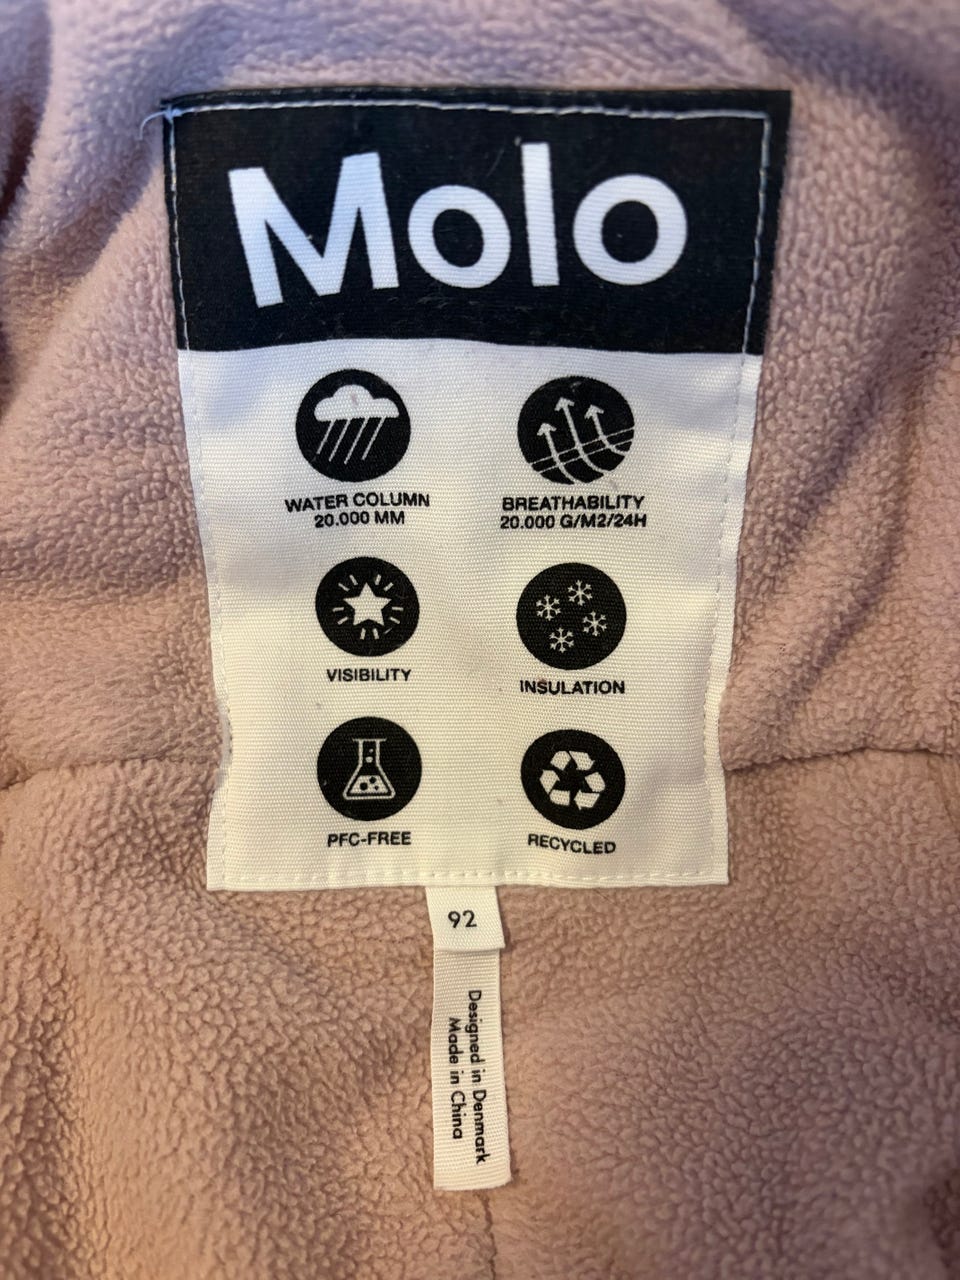 Molo
WATER COLUMN
20.000 MM
BREATHABILITY
20.000 G/M2/24H
VISIBILITY
INSULATION
PFC-FREE
RECYCLED
92
Designed in Denmark
Made in China